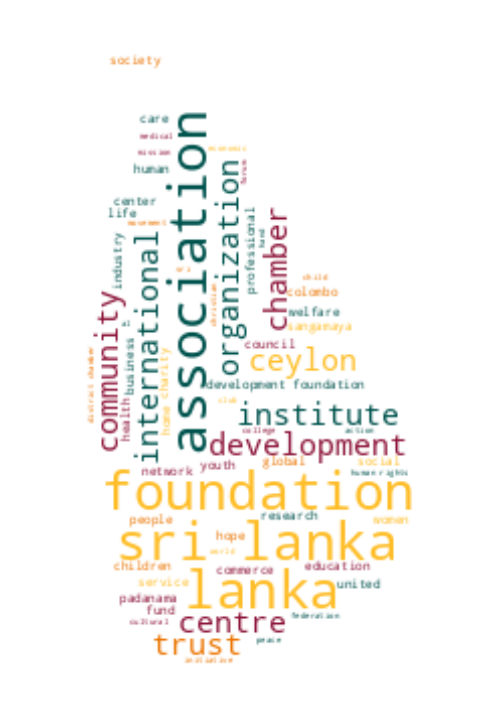 society
care
medical
mission
economic
human
forum
association
organization
center
life
movement
industry
international
professional
chamber
child
colombo
welfare
sangamaya
christian
community
business
council
ceylon
district chamber
health
home
charity
development foundation
club
institute
college
action
development
network
youth
global
social
human rights
foundation
people
research
women
sri lanka
hope
world
children
commerce
education
service
lanka
united
padanama
fund
cultural
centre
federation
trust
peace
initiative